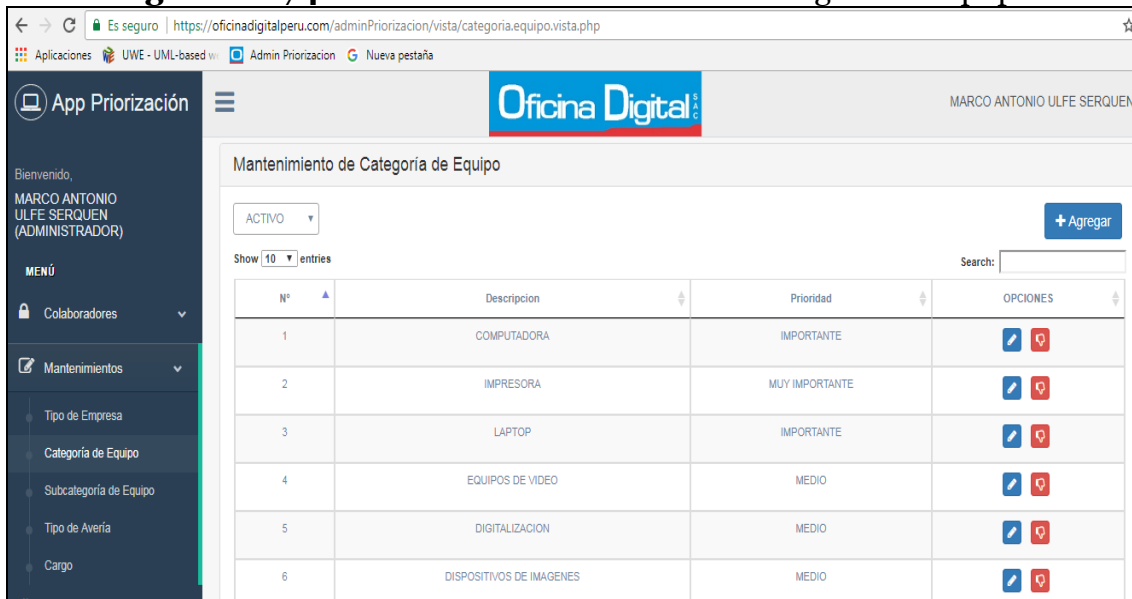 Es seguro | https://oficinadigitalperu.com/adminPriorizacion/vista/categoria.equipo.vista.php
Aplicaciones UWE - UML-based w Admin Priorizacion G Nueva pestaña
App Priorización
Oficina Digital SAC
MARCO ANTONIO ULFE SERQUEN
Bienvenido,
MARCO ANTONIO
ULFE SERQUEN
(ADMINISTRADOR)
MENÚ
Colaboradores
Mantenimientos
Tipo de Empresa
Categoría de Equipo
Subcategoría de Equipo
Tipo de Avería
Cargo
Mantenimiento de Categoría de Equipo
ACTIVO
+ Agregar
Show 10 entries
Search:
Nº Descripcion Prioridad OPCIONES
1 COMPUTADORA IMPORTANTE
2 IMPRESORA MUY IMPORTANTE
3 LAPTOP IMPORTANTE
4 EQUIPOS DE VIDEO MEDIO
5 DIGITALIZACION MEDIO
6 DISPOSITIVOS DE IMAGENES MEDIO